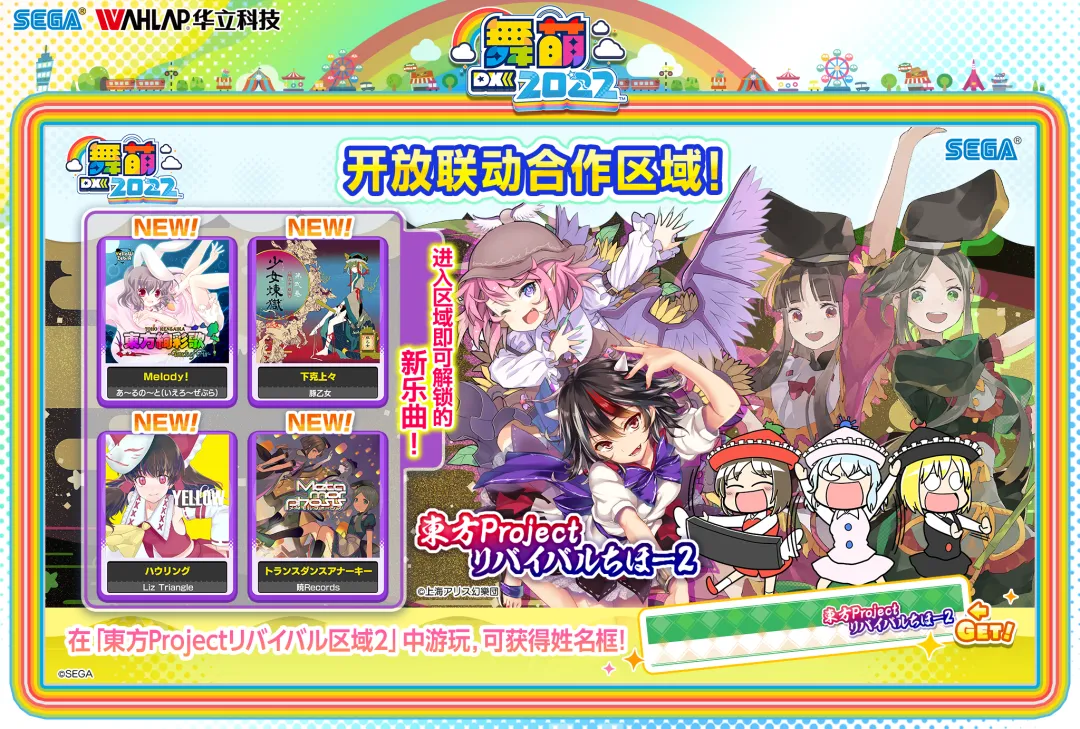 SEGA® WAHLAP.华立科技
舞萌
DX 2022™
舞萌
DX 2022
开放联动合作区域!
SEGA®
NEW!
東方鈴彩歌
Melody!
あ～るの～と(いえろ～ぜぶら)
NEW!
少女煉獄
下克上々
豚乙女
NEW!
YELLOW
ハウリング
Liz Triangle
NEW!
Metamorphosis
トランスダンスアナーキー
暁Records
进入区域即可解锁的
新乐曲!
東方Project
リバイバルちほー2
©上海アリス幻樂団
在「東方Projectリバイバル区域2」中游玩,可获得姓名框!
東方Project
リバイバルちほー2
GET!
©SEGA